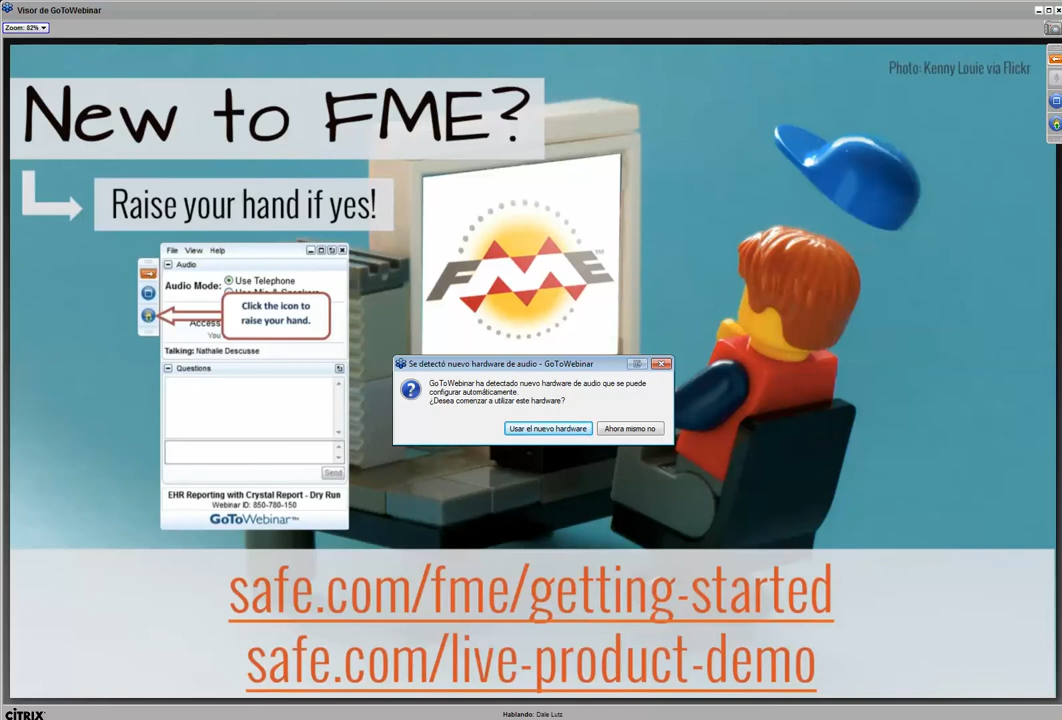 Visor de GoToWebinar
Zoom: 82%
Photo: Kenny Louie via Flickr
New to FME?
Raise your hand if yes!
FME™
File View Help
Audio
Audio Mode: Use Telephone
Click the icon to
raise your hand.
Access
You
Talking: Nathalie Descusse
Questions
Send
EHR Reporting with Crystal Report - Dry Run
Webinar ID: 850-780-150
GoToWebinar™
Se detectó nuevo hardware de audio - GoToWebinar
GoToWebinar ha detectado nuevo hardware de audio que se puede
configurar automáticamente.
¿Desea comenzar a utilizar este hardware?
Usar el nuevo hardware
Ahora mismo no
safe.com/fme/getting-started
safe.com/live-product-demo
CITRIX
Hablando: Dale Lutz